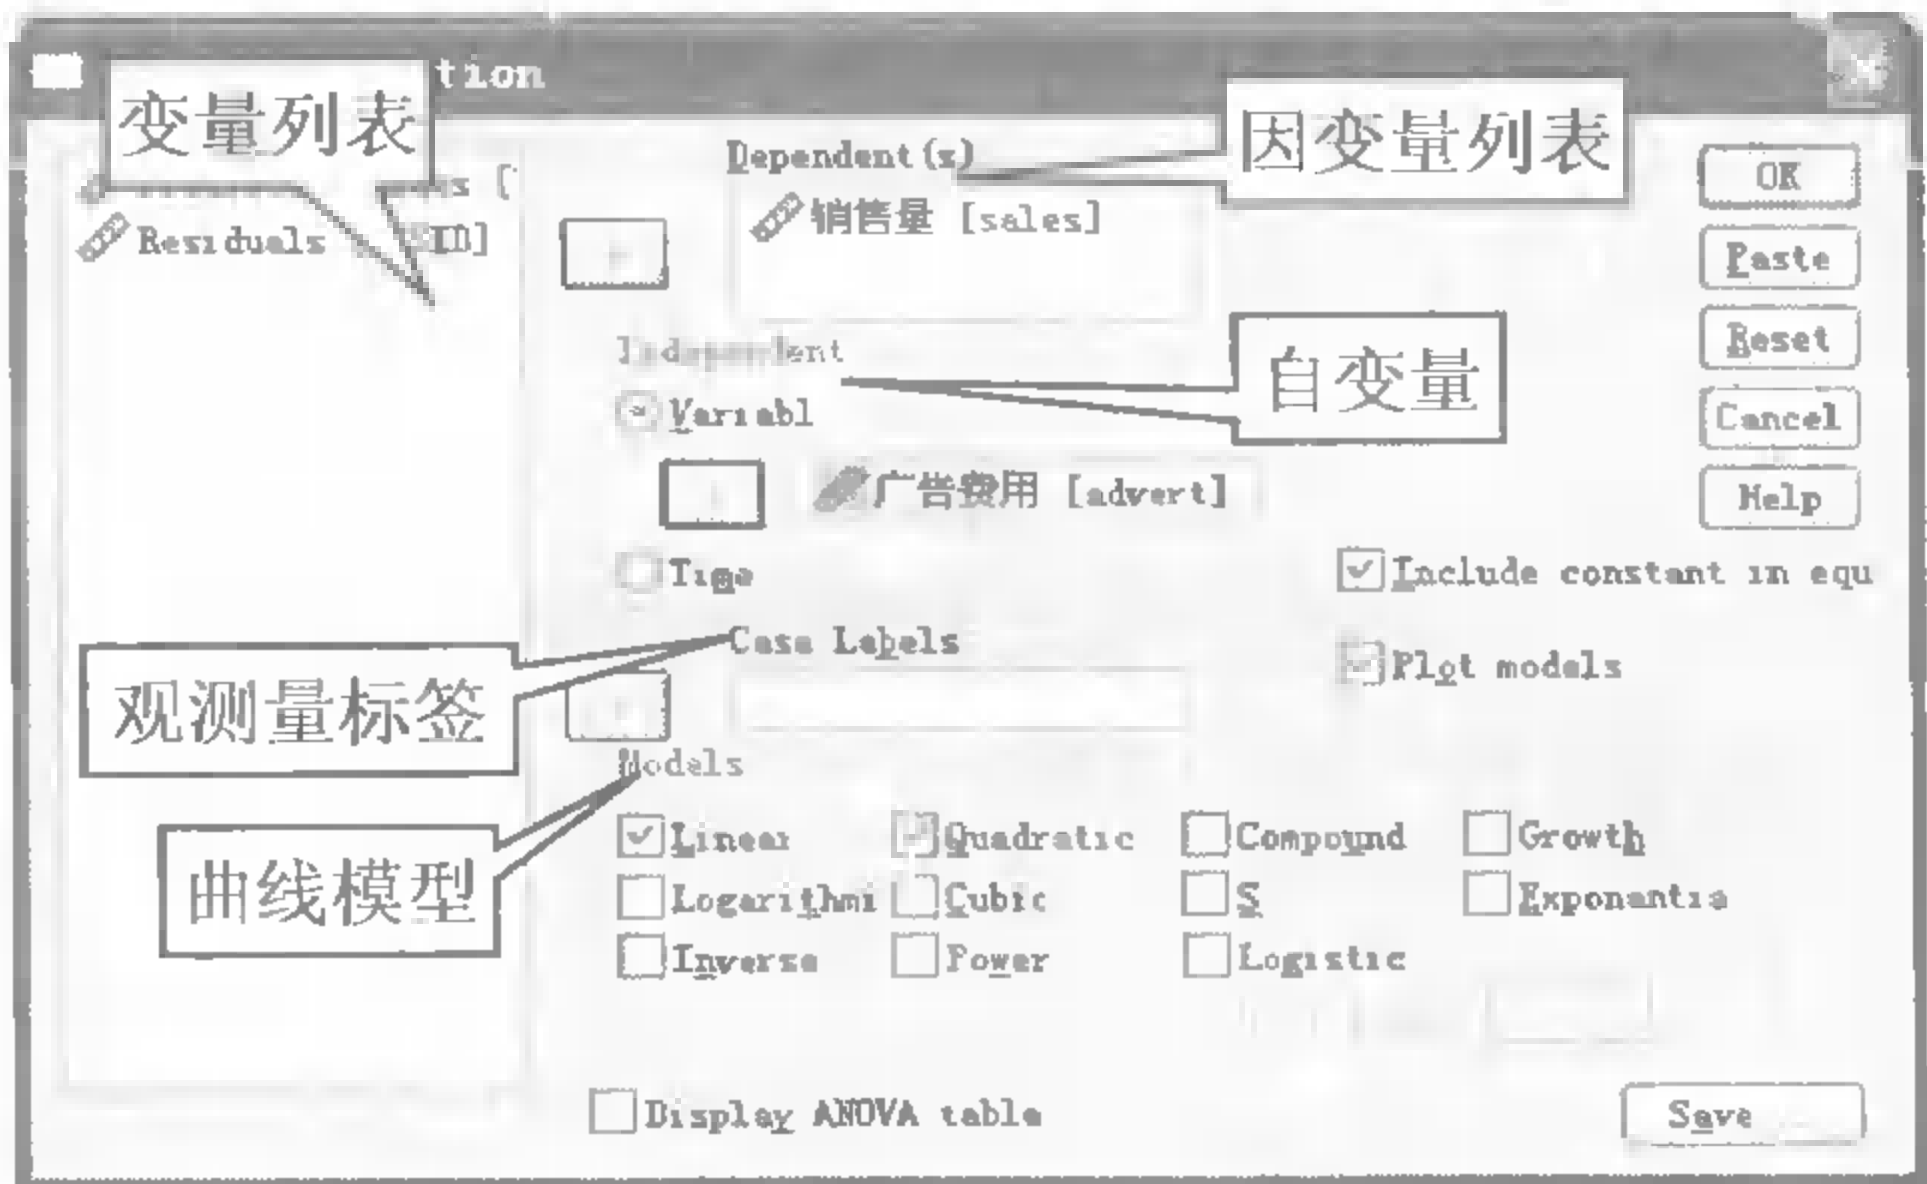 tion
变量列表
因变量列表
Dependent(s)
OK
销售量 [sales]
Residuals
Paste
Independent
自变量
Reset
Variabl
Cancel
广告费用 [advert]
Help
Time
Include constant in equ
Case Labels
Plot models
观测量标签
Models
Linear Quadratic Compound Growth
曲线模型
Logarithmi Cubic S Exponentia
Inverse Power Logistic
Display ANOVA table
Save